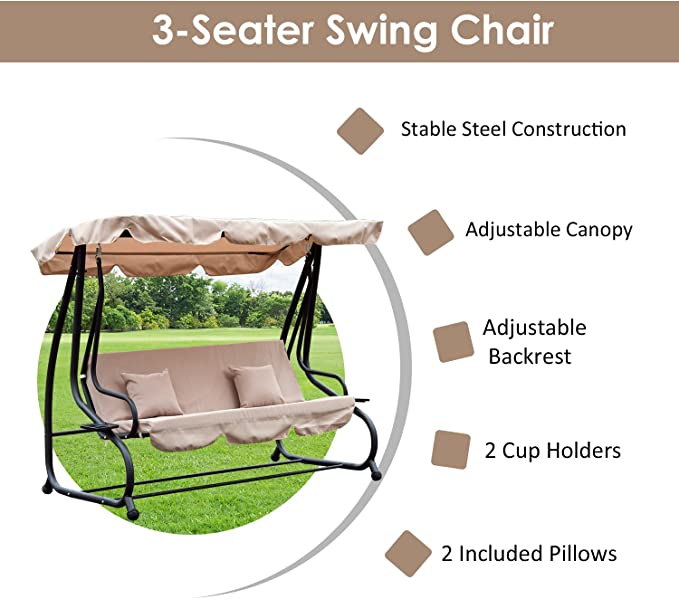 3-Seater Swing Chair
Stable Steel Construction
Adjustable Canopy
Adjustable
Backrest
2 Cup Holders
2 Included Pillows